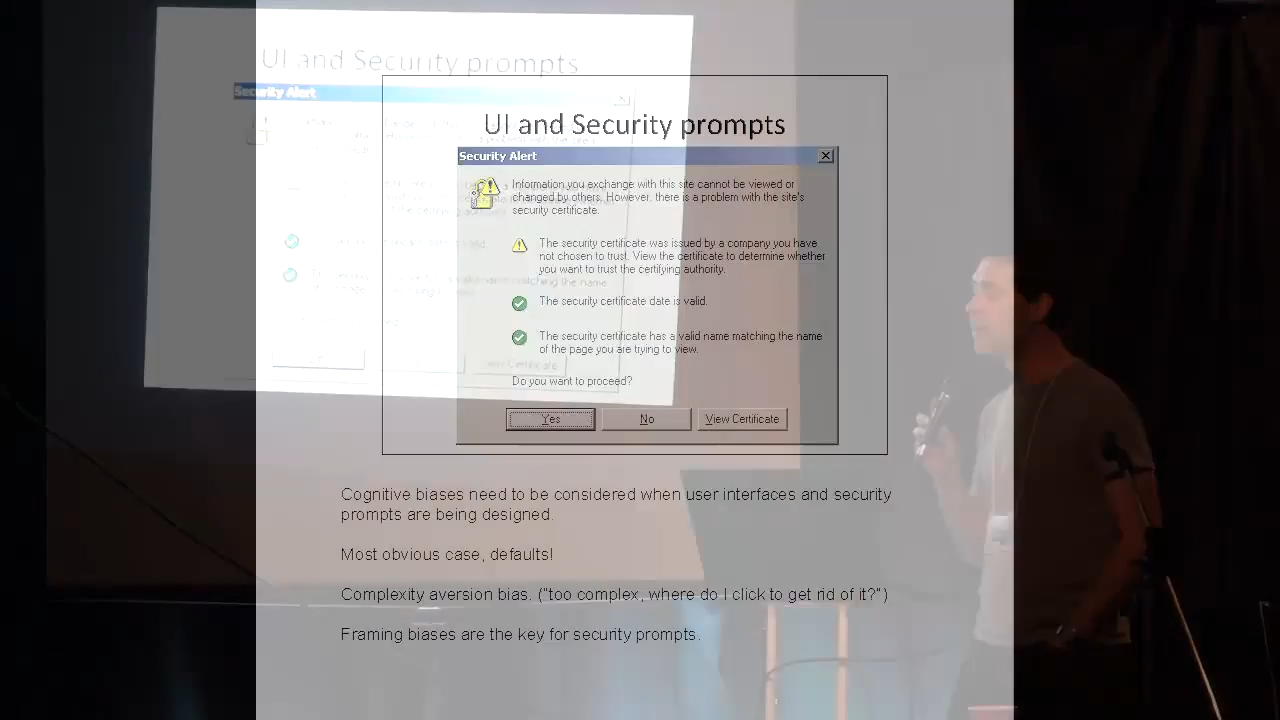 UI and Security prompts
Security Alert
UI and Security prompts
Security Alert
Information you exchange with this site cannot be viewed or
changed by others. However, there is a problem with the site's
security certificate.
The security certificate was issued by a company you have
not chosen to trust. View the certificate to determine whether
you want to trust the certifying authority.
The security certificate date is valid.
The security certificate has a valid name matching the name
of the page you are trying to view.
Do you want to proceed?
Yes
No
View Certificate
Cognitive biases need to be considered when user interfaces and security
prompts are being designed.
Most obvious case, defaults!
Complexity aversion bias. ("too complex, where do I click to get rid of it?")
Framing biases are the key for security prompts.